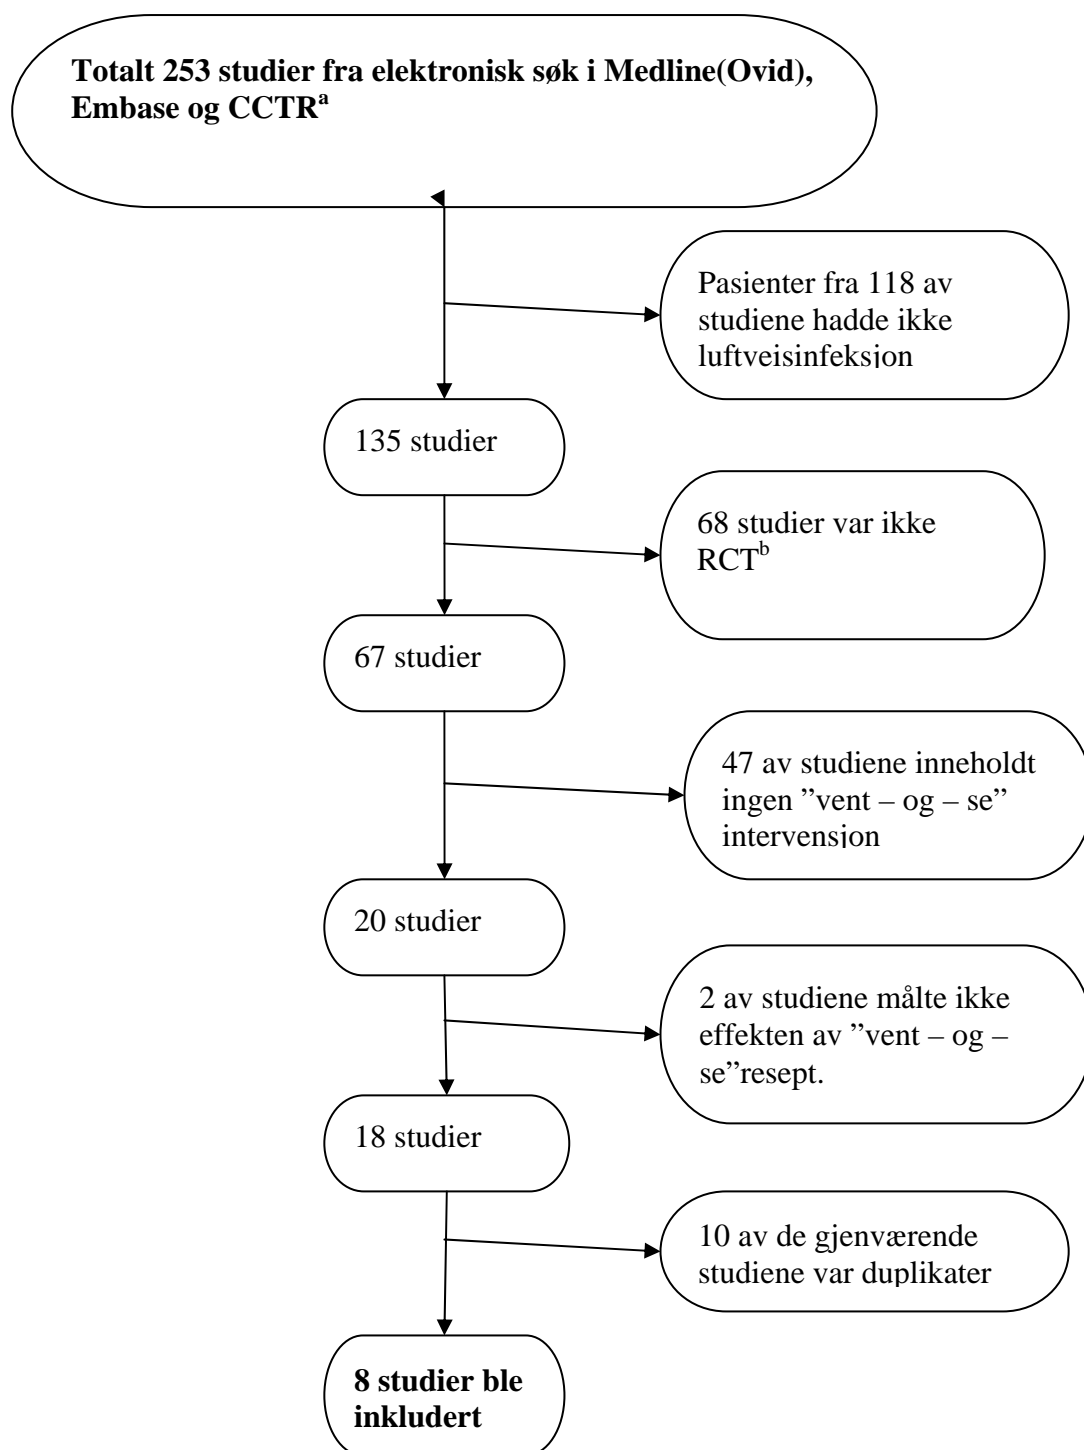 Totalt 253 studier fra elektronisk søk i Medline(Ovid),
Embase og CCTRª
Pasienter fra 118 av
studiene hadde ikke
luftveisinfeksjon
135 studier
68 studier var ikke
RCTᵇ
67 studier
47 av studiene inneholdt
ingen ”vent – og – se”
intervensjon
20 studier
2 av studiene målte ikke
effekten av ”vent – og –
se”resept.
18 studier
10 av de gjenværende
studiene var duplikater
8 studier ble
inkludert